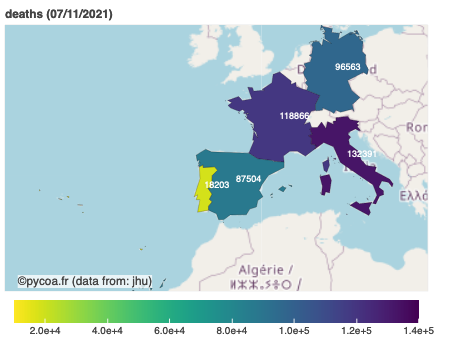 deaths (07/11/2021)
96563
118866
Rom
132391
18203 87504
Ελλά
Algérie /
ⵍⵣⵣⴰⵢⴻⵔ /
©pycoa.fr (data from: jhu)
2.0e+4 4.0e+4 6.0e+4 8.0e+4 1.0e+5 1.2e+5 1.4e+5